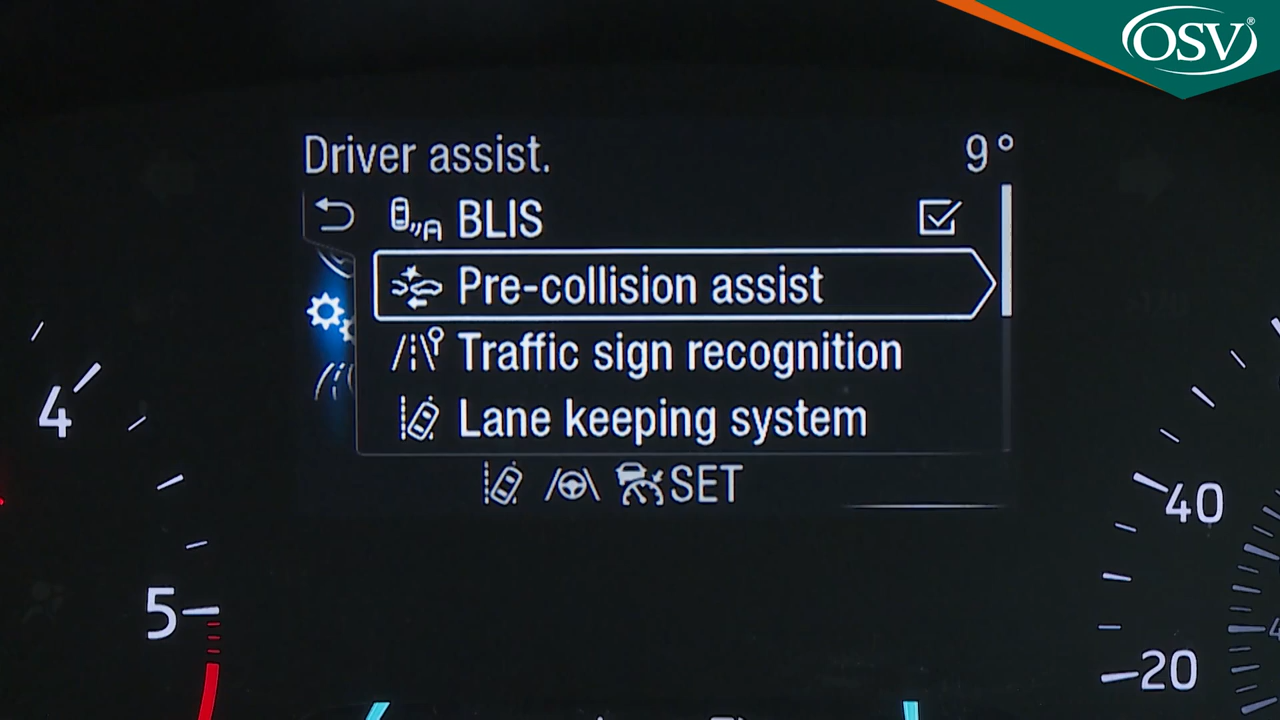 OSV®
Driver assist. 9°
BLIS
Pre-collision assist
Traffic sign recognition
Lane keeping system
SET
4
5
40
20